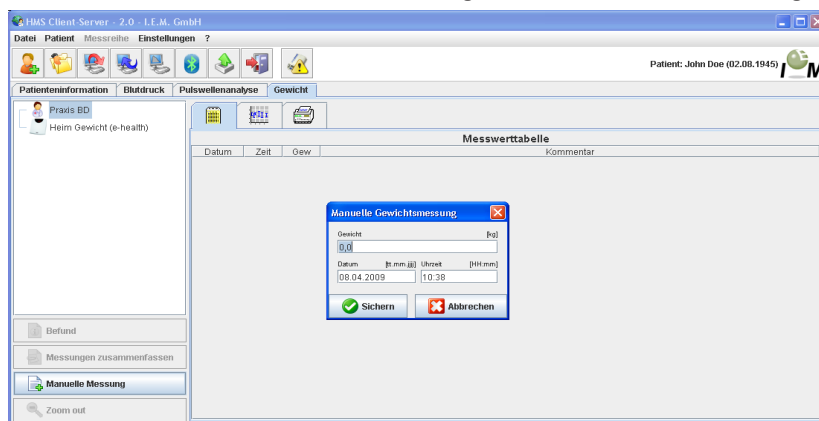 HMS Client-Server - 2.0 - I.E.M. GmbH
Datei Patient Messreihe Einstellungen ?
Patient: John Doe (02.08.1945)
Patienteninformation Blutdruck Pulswellenanalyse Gewicht
Praxis BD
Heim Gewicht (e-health)
Messwerttabelle
Datum Zeit Gew Kommentar
Manuelle Gewichtsmessung
Gewicht [kg]
0,0
Datum [tt.mm.jjjj] Uhrzeit [HH:mm]
08.04.2009 10:38
Sichern Abbrechen
Befund
Messungen zusammenfassen
Manuelle Messung
Zoom out